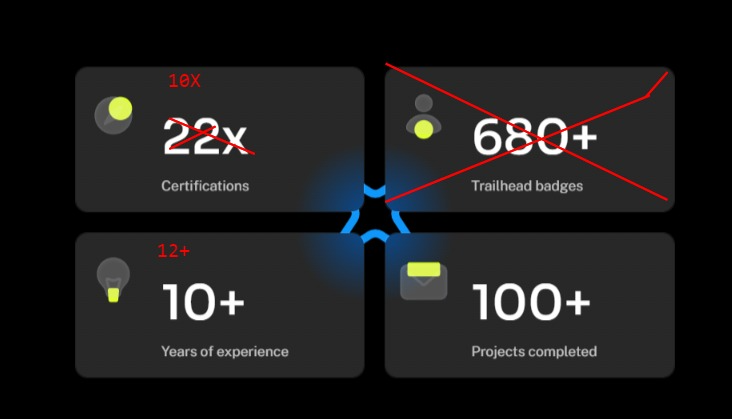 10X
22x
Certifications
680+
Trailhead badges
12+
10+
Years of experience
100+
Projects completed